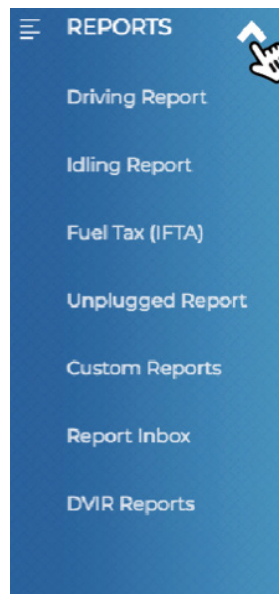 REPORTS
Driving Report
Idling Report
Fuel Tax (IFTA)
Unplugged Report
Custom Reports
Report Inbox
DVIR Reports